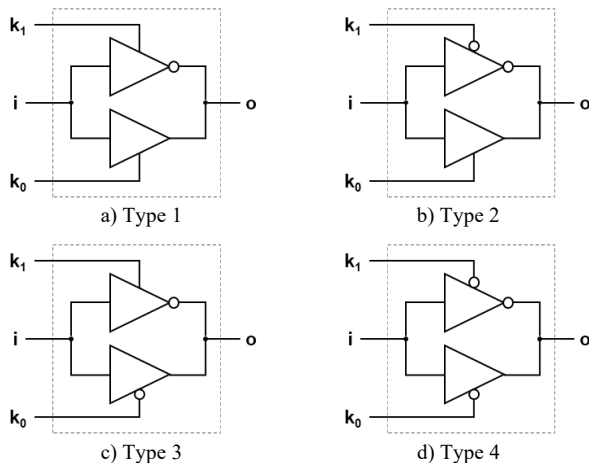 k₁ k₁
i o i o
k₀ k₀
a) Type 1 b) Type 2
k₁ k₁
i o i o
k₀ k₀
c) Type 3 d) Type 4